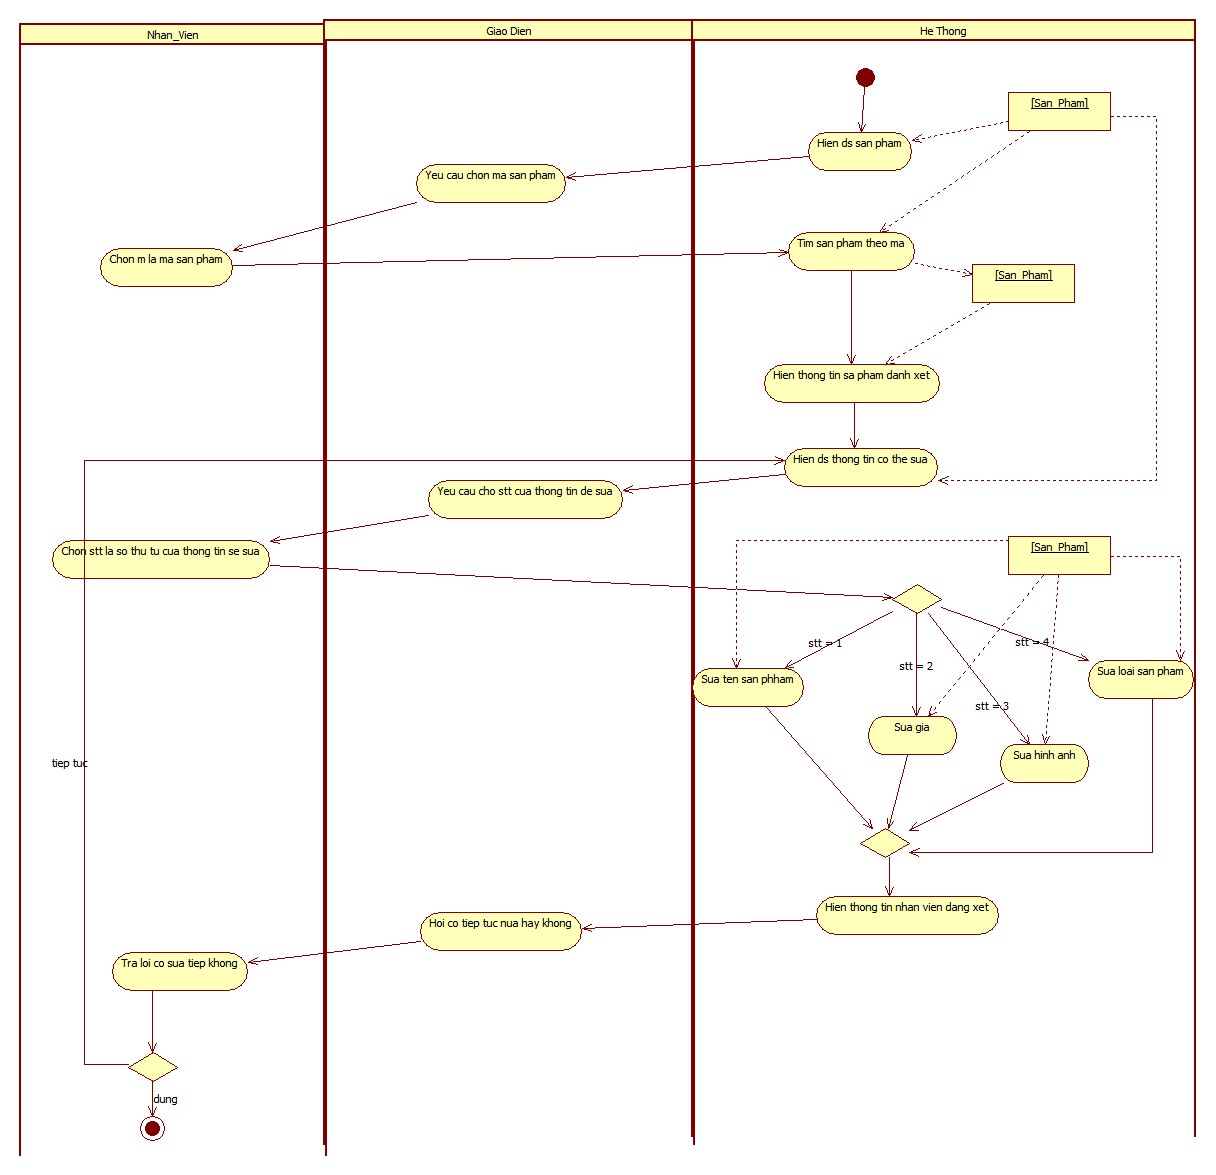 Nhan_Vien
Giao Dien
He Thong
[San_Pham]
Hien ds san pham
Yeu cau chon ma san pham
Tim san pham theo ma
Chon m la ma san pham
[San_Pham]
Hien thong tin sa pham danh xet
Hien ds thong tin co the sua
Yeu cau cho stt cua thong tin de sua
[San_Pham]
Chon stt la so thu tu cua thong tin se sua
stt = 1
stt = 4
stt = 2
Sua loai san pham
Sua ten san phham
stt = 3
Sua gia
Sua hinh anh
tiep tuc
Hien thong tin nhan vien dang xet
Hoi co tiep tuc nua hay khong
Tra loi co sua tiep khong
dung